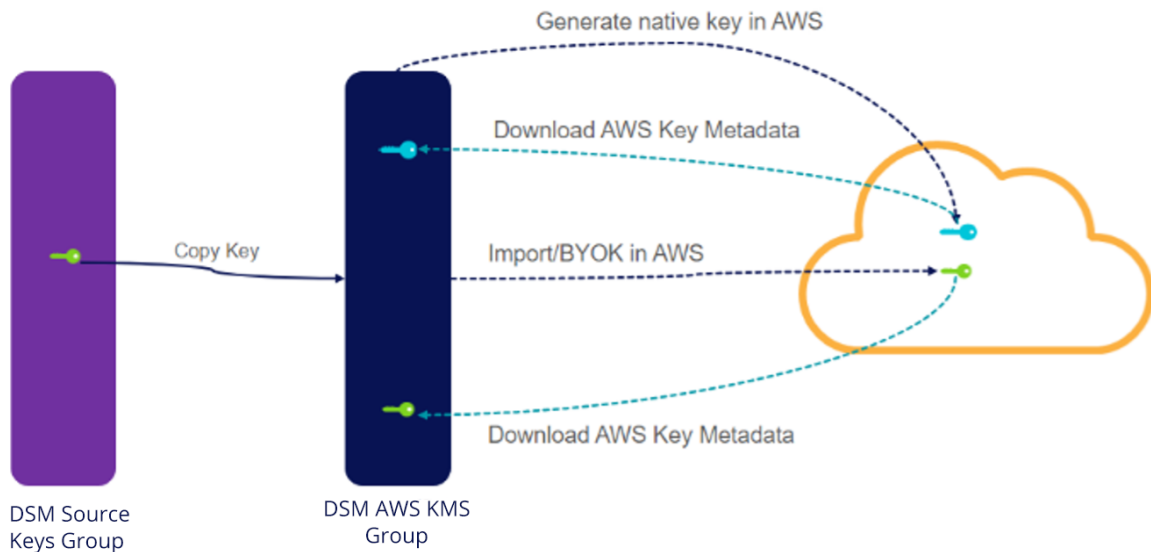 Generate native key in AWS
Download AWS Key Metadata
Copy Key
Import/BYOK in AWS
Download AWS Key Metadata
DSM Source
Keys Group
DSM AWS KMS
Group